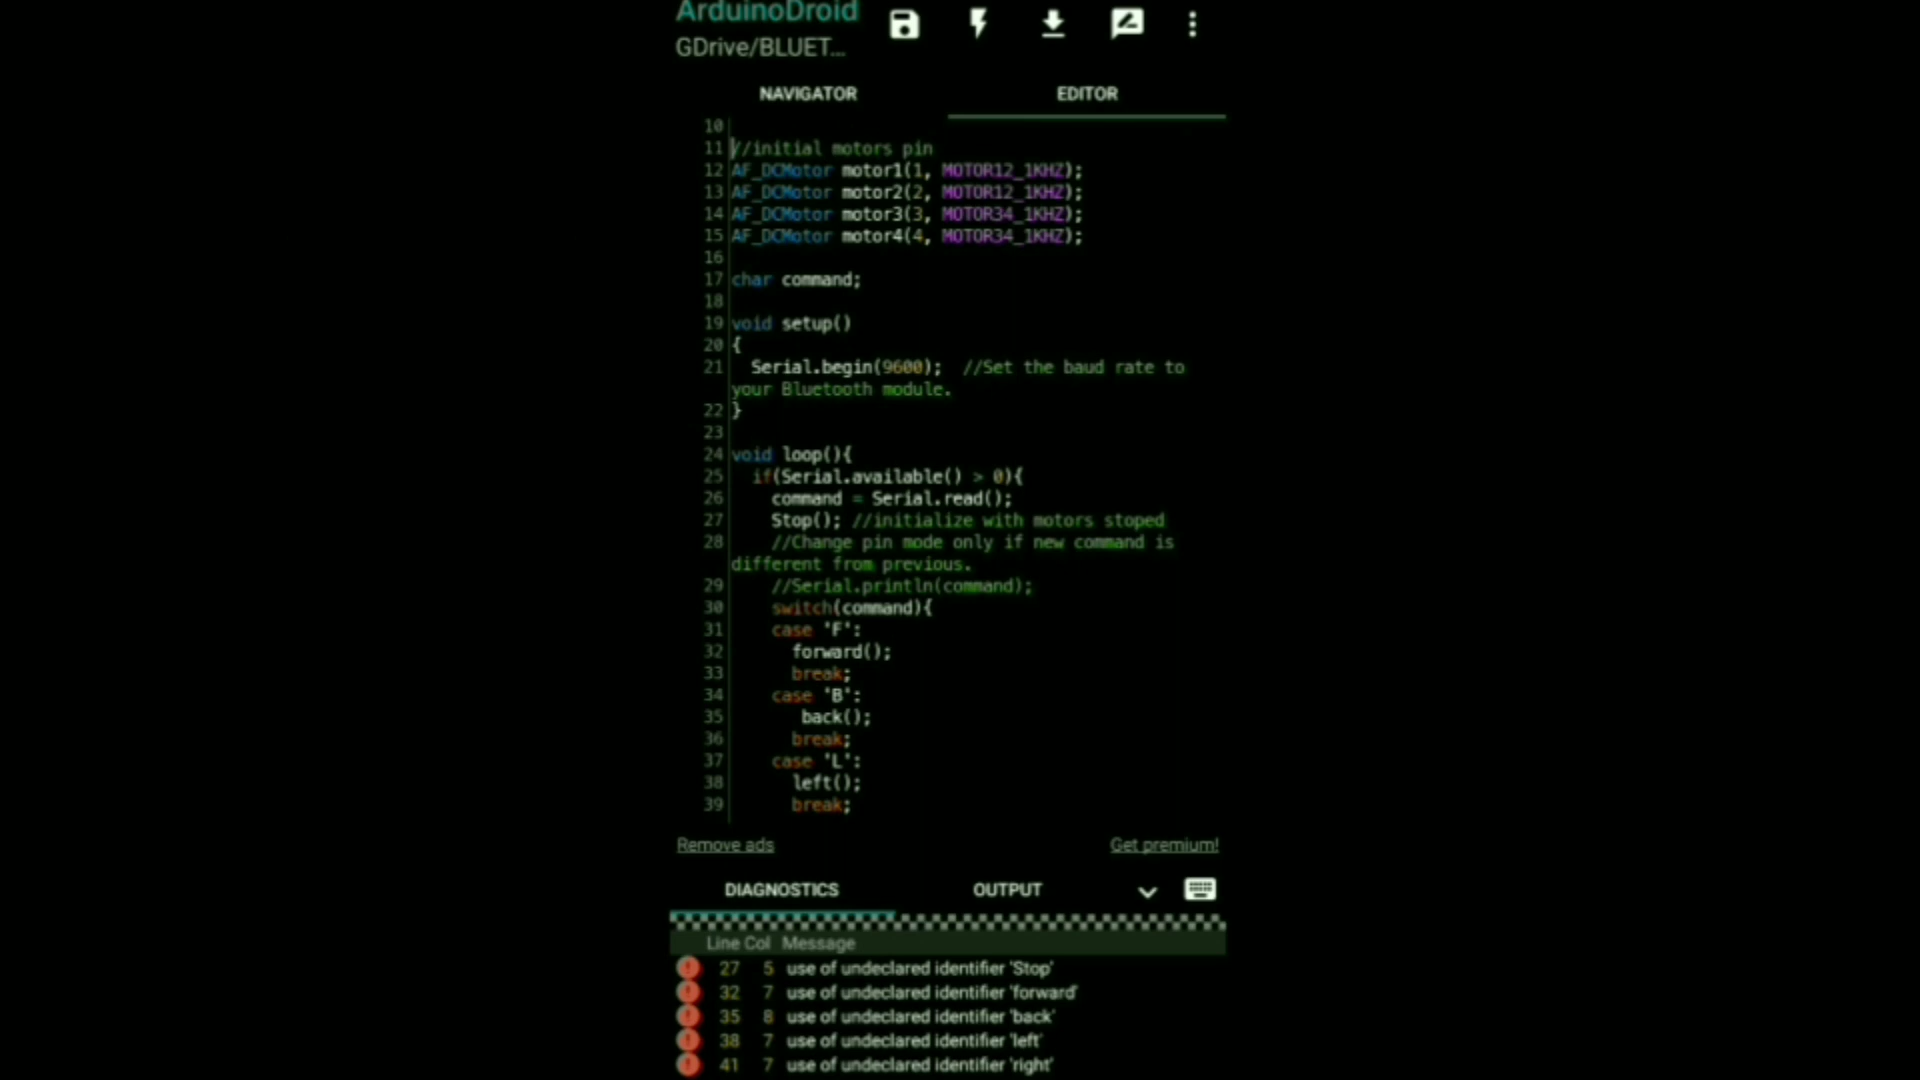 ArduinoDroid
GDrive/BLUET...
NAVIGATOR EDITOR
10
11 //initial motors pin
12 AF_DCMotor motor1(1, MOTOR12_1KHZ);
13 AF_DCMotor motor2(2, MOTOR12_1KHZ);
14 AF_DCMotor motor3(3, MOTOR34_1KHZ);
15 AF_DCMotor motor4(4, MOTOR34_1KHZ);
16
17 char command;
18
19 void setup()
20 {
21 Serial.begin(9600); //Set the baud rate to
your Bluetooth module.
22 }
23
24 void loop(){
25 if(Serial.available() > 0){
26 command = Serial.read();
27 Stop(); //initialize with motors stoped
28 //Change pin mode only if new command is
different from previous.
29 //Serial.println(command);
30 switch(command){
31 case 'F':
32 forward();
33 break;
34 case 'B':
35 back();
36 break;
37 case 'L':
38 left();
39 break;
Remove ads Get premium!
DIAGNOSTICS OUTPUT
Line Col Message
27 5 use of undeclared identifier 'Stop'
32 7 use of undeclared identifier 'forward'
35 8 use of undeclared identifier 'back'
38 7 use of undeclared identifier 'left'
41 7 use of undeclared identifier 'right'